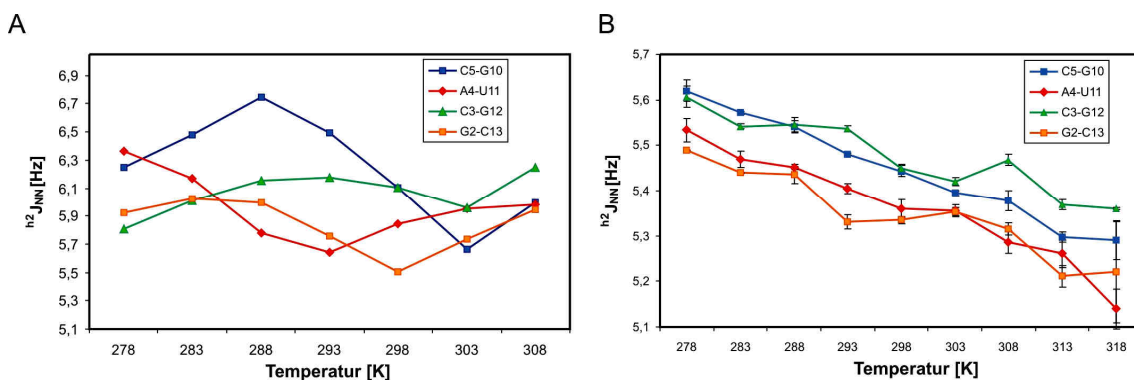 A
6,9
6,7
6,5
6,3
6,1
5,9
5,7
5,5
5,3
5,1
h2JNN [Hz]
C5-G10
A4-U11
C3-G12
G2-C13
278 283 288 293 298 303 308
Temperatur [K]
B
5,7
5,6
5,5
5,4
5,3
5,2
5,1
h2JNN [Hz]
C5-G10
A4-U11
C3-G12
G2-C13
278 283 288 293 298 303 308 313 318
Temperatur [K]